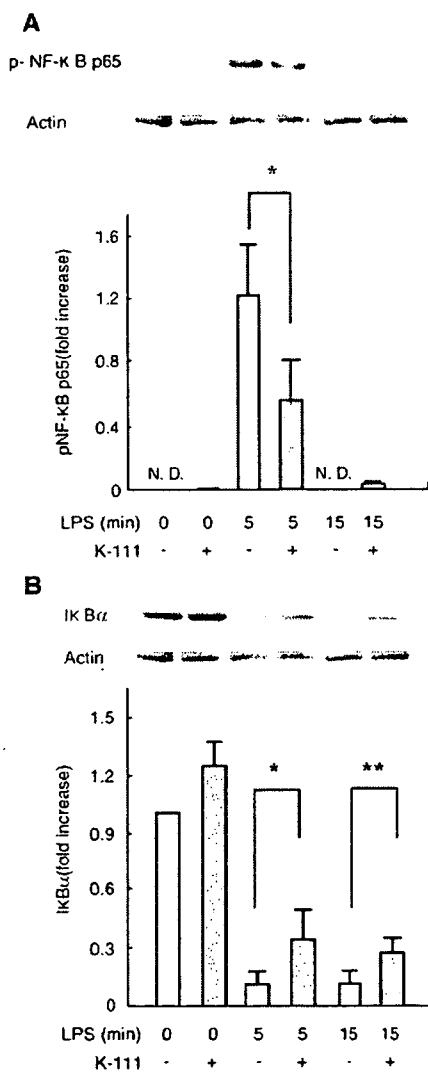 A
p- NF-κ B p65
Actin
*
1.6
1.2
0.8
0.4
0
pNF-κB p65(fold increase)
N. D.
N. D.
LPS (min) 0 0 5 5 15 15
K-111 - + - + - +
B
Iκ Bα
Actin
1.5
1.2
0.9
0.6
0.3
0
IκBα(fold increase)
*
**
LPS (min) 0 0 5 5 15 15
K-111 - + - + - +